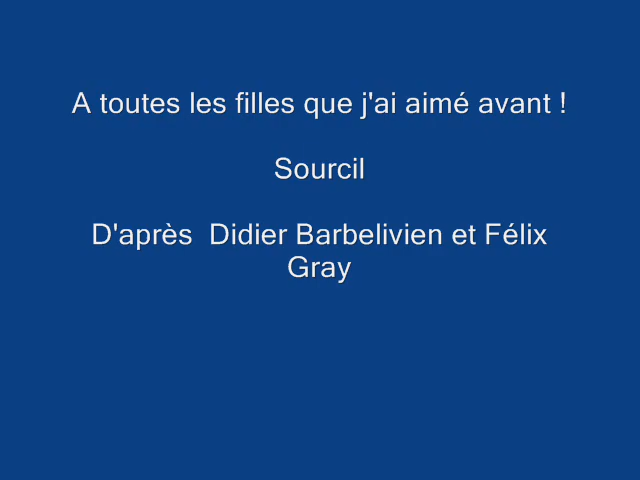 A toutes les filles que j'ai aimé avant !
Sourcil
D'après  Didier Barbelivien et Félix
Gray